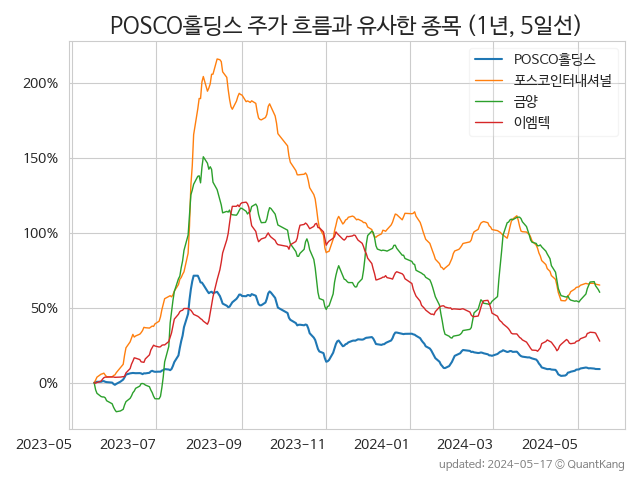 POSCO홀딩스 주가 흐름과 유사한 종목 (1년, 5일선)
POSCO홀딩스
포스코인터내셔널
금양
이엠텍
200%
150%
100%
50%
0%
2023-05 2023-07 2023-09 2023-11 2024-01 2024-03 2024-05
updated: 2024-05-17 © QuantKang